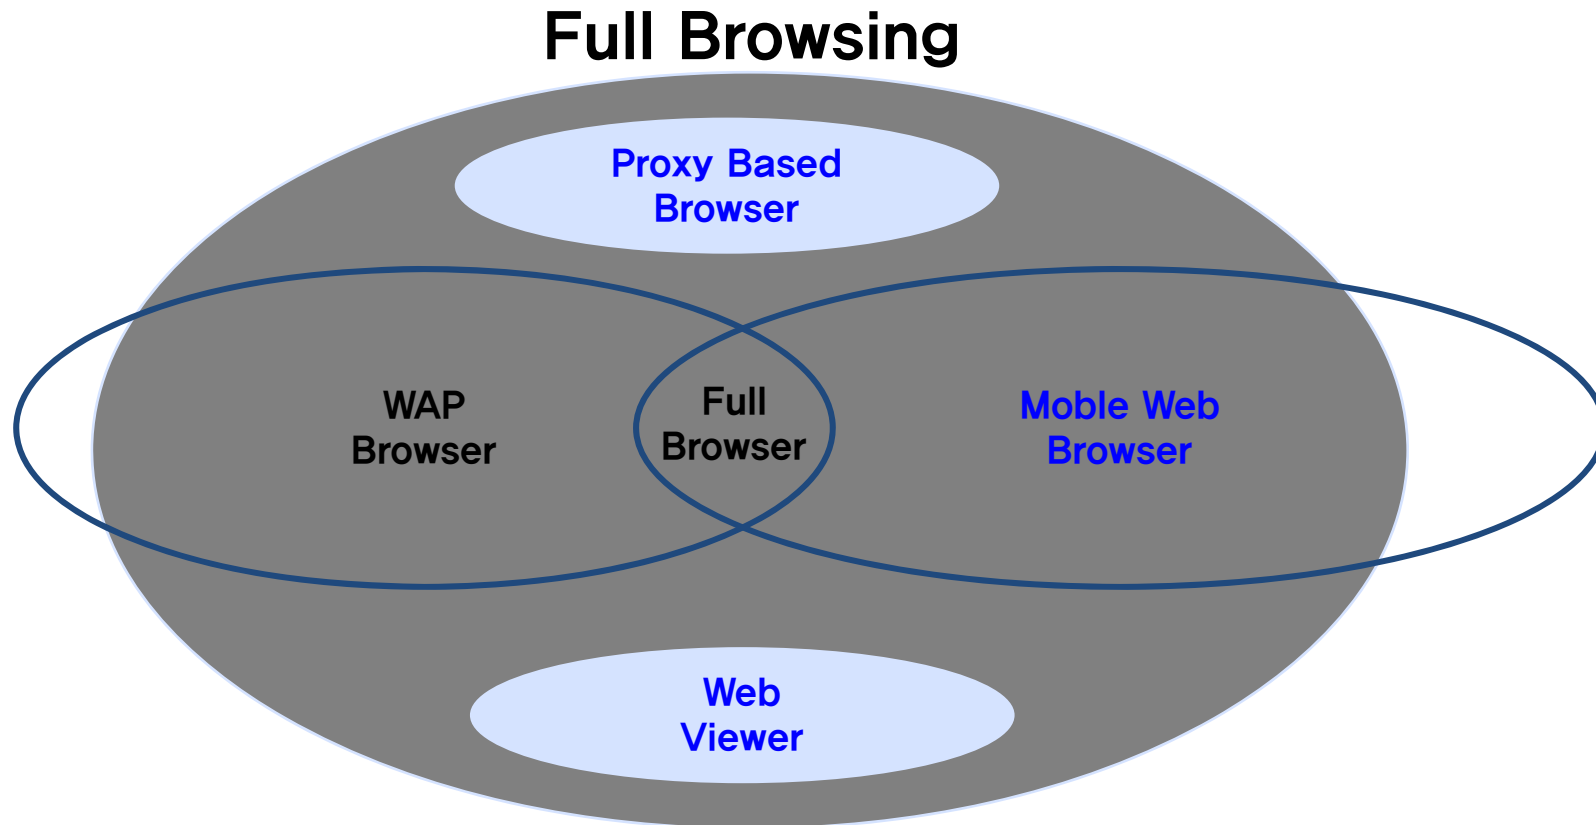 Full Browsing
Proxy Based
Browser
WAP
Browser
Full
Browser
Moble Web
Browser
Web
Viewer